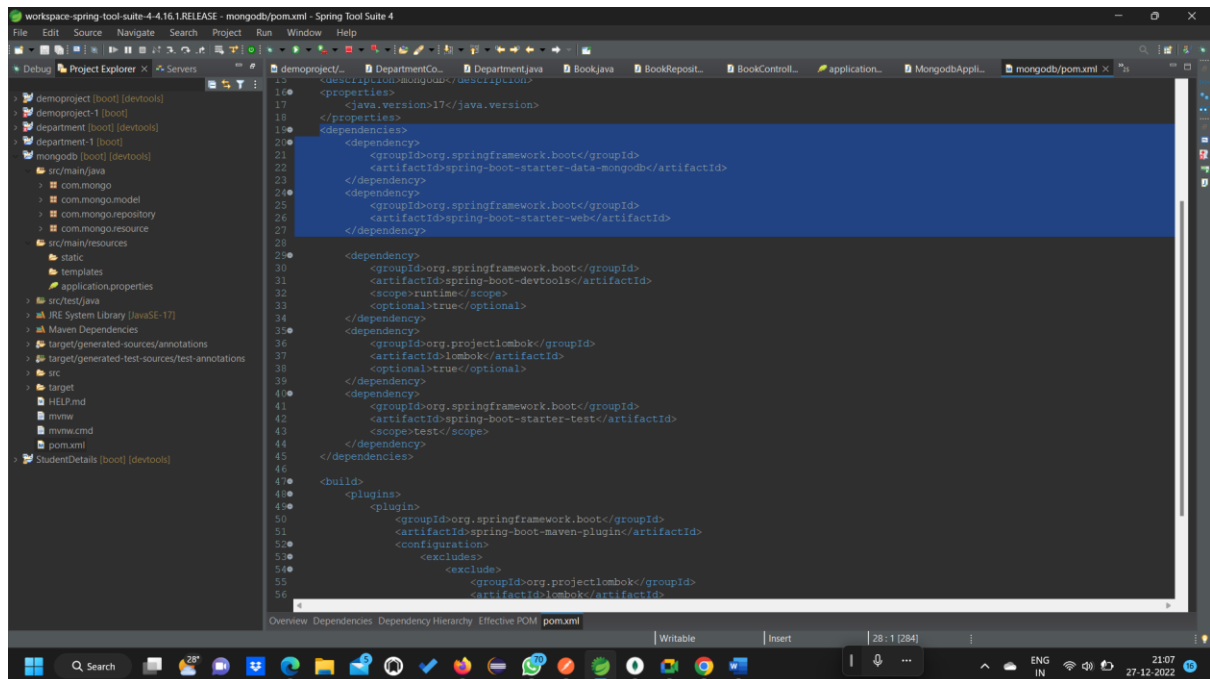 workspace-spring-tool-suite-4-4.16.1.RELEASE - mongodb/pom.xml - Spring Tool Suite 4
File Edit Source Navigate Search Project Run Window Help
Debug Project Explorer Servers
demoproject/... DepartmentCo... Department.java Book.java BookReposit... BookControll... application... MongodbAppli... mongodb/pom.xml
demoproject [boot] [devtools]
demoproject-1 [boot]
department [boot] [devtools]
department-1 [boot]
mongodb [boot] [devtools]
src/main/java
com.mongo
com.mongo.model
com.mongo.repository
com.mongo.resource
src/main/resources
static
templates
application.properties
src/test/java
JRE System Library [JavaSE-17]
Maven Dependencies
target/generated-sources/annotations
target/generated-test-sources/test-annotations
src
target
HELP.md
mvnw
mvnw.cmd
pom.xml
StudentDetails [boot] [devtools]
15 <description>mongodb</description>
16 <properties>
17 <java.version>17</java.version>
18 </properties>
19 <dependencies>
20 <dependency>
21 <groupId>org.springframework.boot</groupId>
22 <artifactId>spring-boot-starter-data-mongodb</artifactId>
23 </dependency>
24 <dependency>
25 <groupId>org.springframework.boot</groupId>
26 <artifactId>spring-boot-starter-web</artifactId>
27 </dependency>
28
29 <dependency>
30 <groupId>org.springframework.boot</groupId>
31 <artifactId>spring-boot-devtools</artifactId>
32 <scope>runtime</scope>
33 <optional>true</optional>
34 </dependency>
35 <dependency>
36 <groupId>org.projectlombok</groupId>
37 <artifactId>lombok</artifactId>
38 <optional>true</optional>
39 </dependency>
40 <dependency>
41 <groupId>org.springframework.boot</groupId>
42 <artifactId>spring-boot-starter-test</artifactId>
43 <scope>test</scope>
44 </dependency>
45 </dependencies>
46
47 <build>
48 <plugins>
49 <plugin>
50 <groupId>org.springframework.boot</groupId>
51 <artifactId>spring-boot-maven-plugin</artifactId>
52 <configuration>
53 <excludes>
54 <exclude>
55 <groupId>org.projectlombok</groupId>
56 <artifactId>lombok</artifactId>
Overview Dependencies Dependency Hierarchy Effective POM pom.xml
Writable Insert 28 : 1 [284]
Search 28° 5 70 ENG IN 21:07 27-12-2022 16